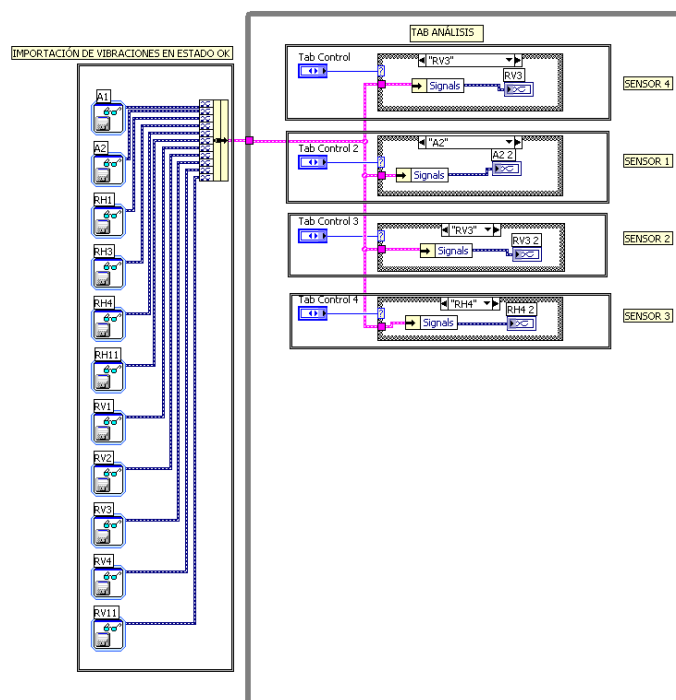 TAB ANÁLISIS
IMPORTACIÓN DE VIBRACIONES EN ESTADO OK
A1
A2
RH1
RH3
RH4
RH11
RV1
RV2
RV3
RV4
RV11
Tab Control
"RV3"
RV3
Signals
SENSOR 4
Tab Control 2
"A2"
A2 2
Signals
SENSOR 1
Tab Control 3
"RV3"
RV3 2
Signals
SENSOR 2
Tab Control 4
"RH4"
RH4 2
Signals
SENSOR 3